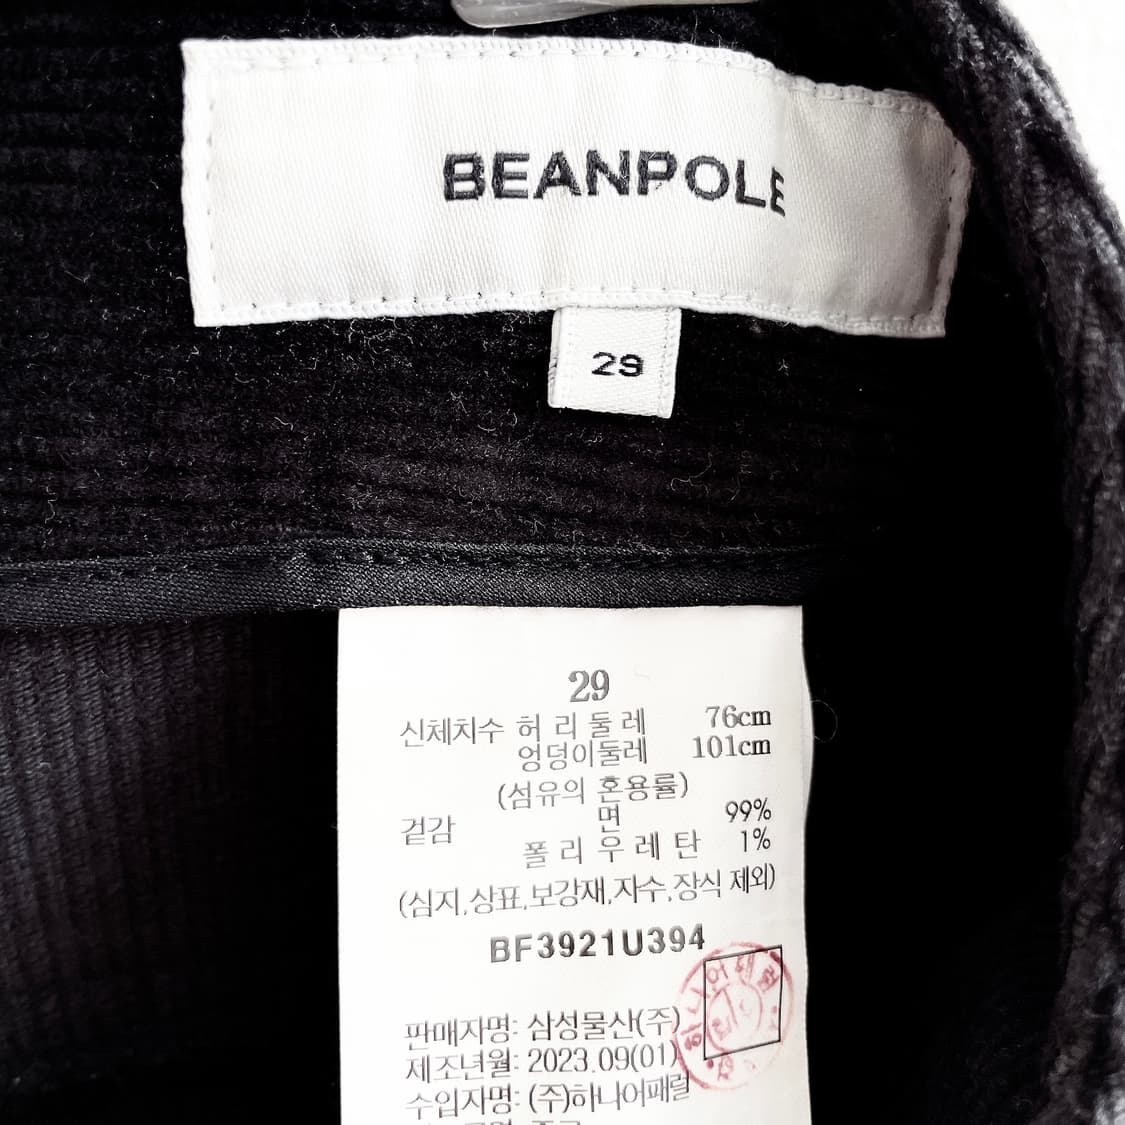 BEANPOLE
29
29
신체치수 허 리 둘 레 76cm
엉덩이둘레 101cm
(섬유의 혼용률)
겉감 면 99%
폴 리 우 레 탄 1%
(심지,상표,보강재,자수,장식 제외)
BF3921U394
판매자명: 삼성물산(주)
제조년월: 2023.09(01)
수입자명: (주)하나어패럴